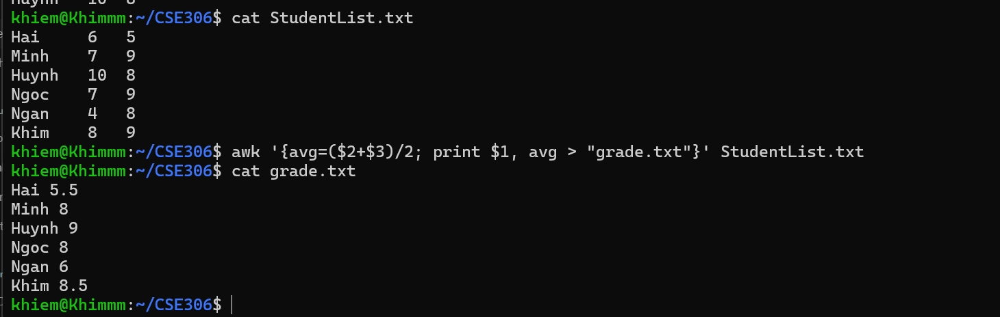 khiem@Khimmm:~/CSE306$ cat StudentList.txt
Hai     6   5
Minh    7   9
Huynh   10  8
Ngoc    7   9
Ngan    4   8
Khim    8   9
khiem@Khimmm:~/CSE306$ awk '{avg=($2+$3)/2; print $1, avg > "grade.txt"}' StudentList.txt
khiem@Khimmm:~/CSE306$ cat grade.txt
Hai 5.5
Minh 8
Huynh 9
Ngoc 8
Ngan 6
Khim 8.5
khiem@Khimmm:~/CSE306$